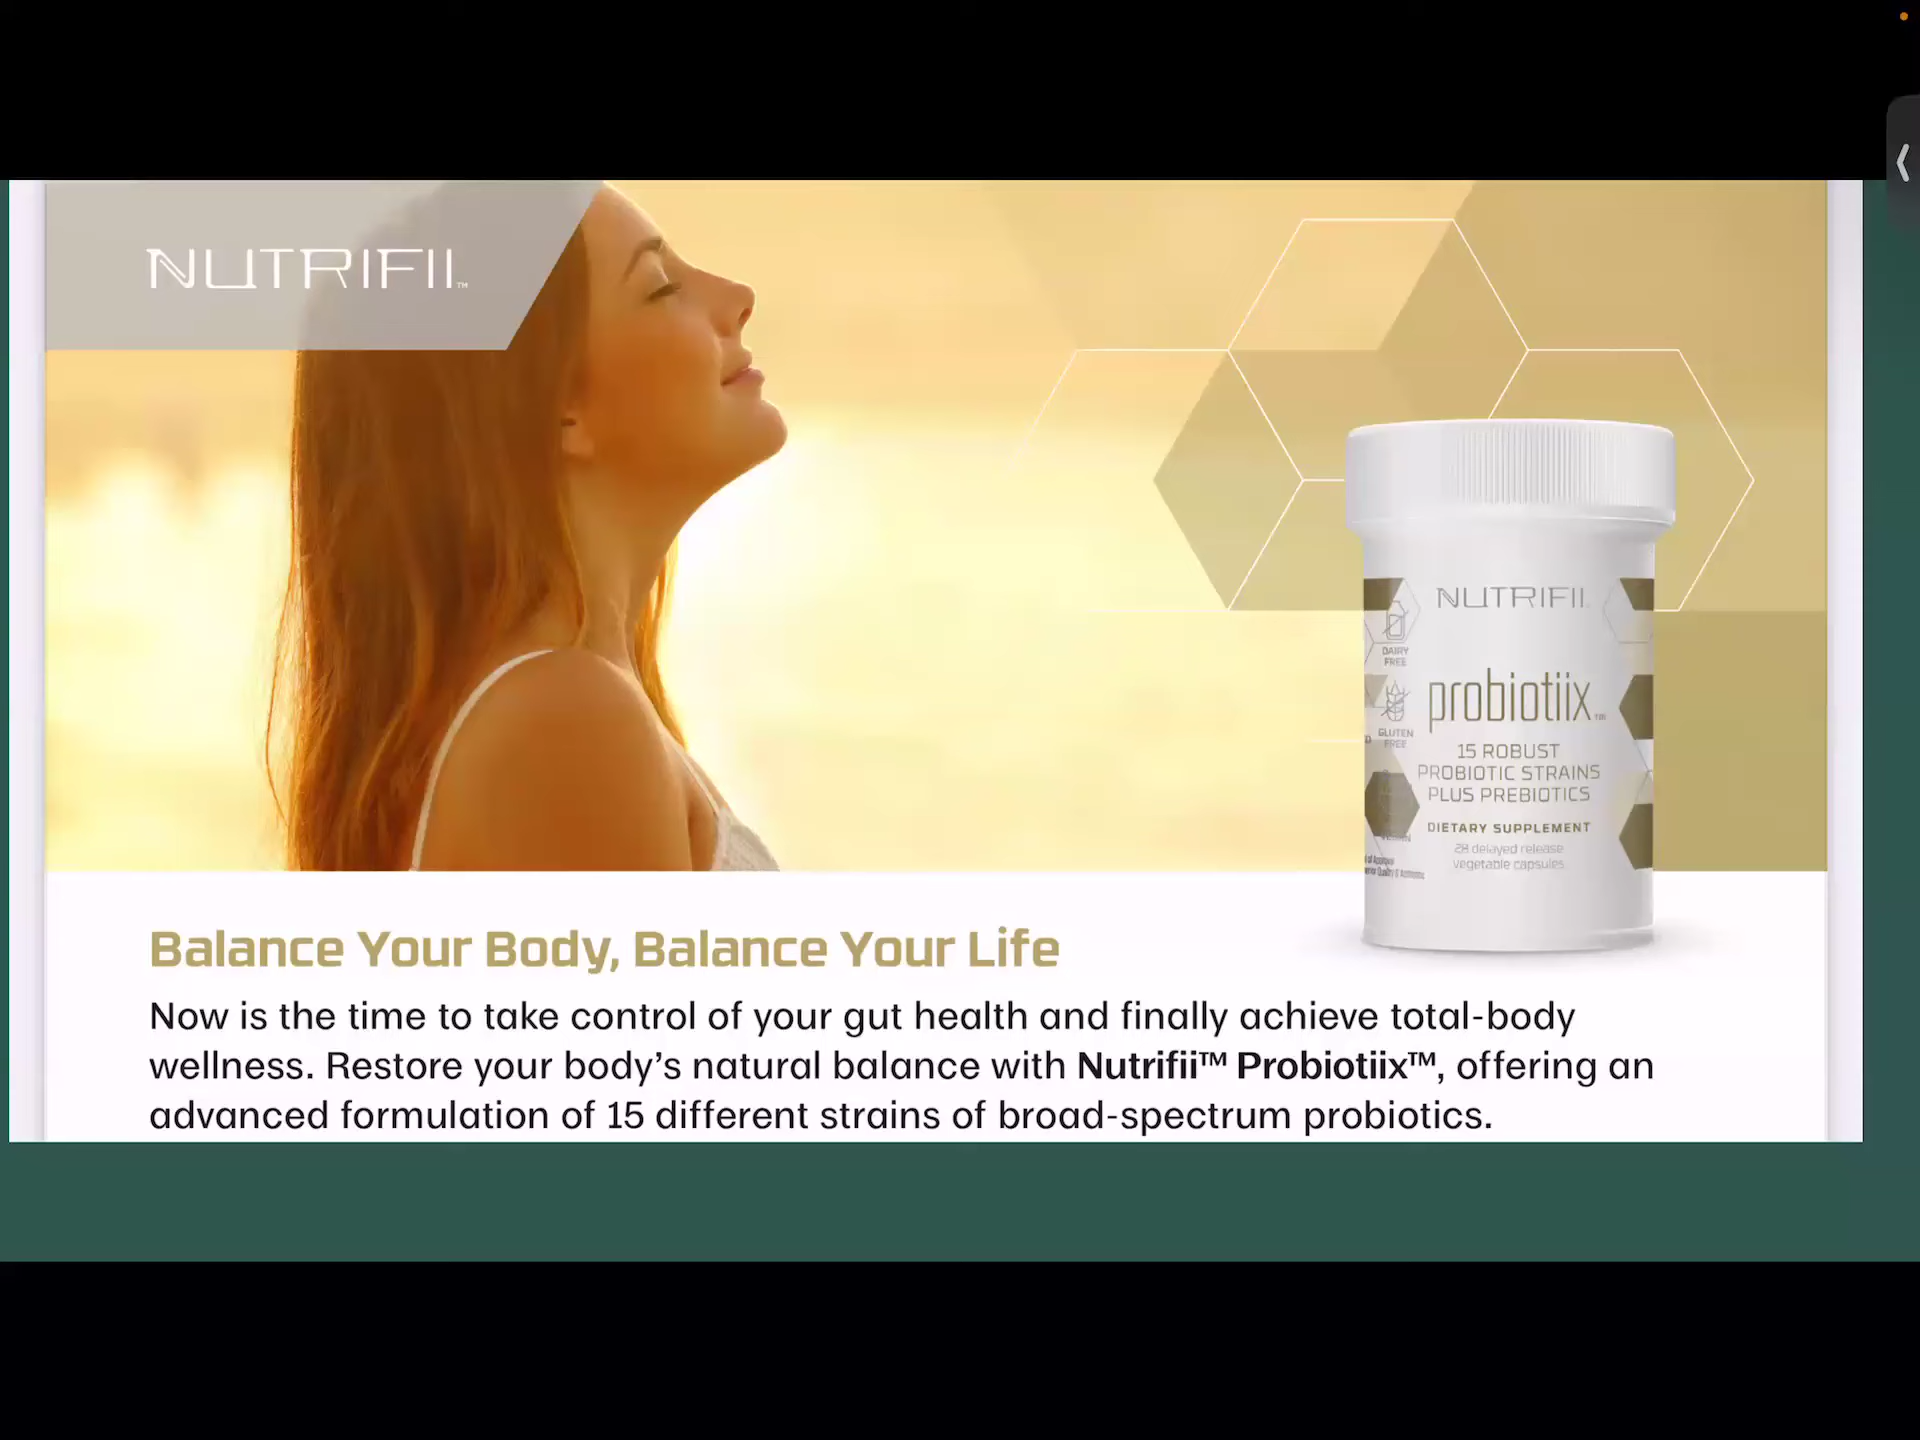 NUTRIFII™
NUTRIFII
DAIRY
FREE
GLUTEN
FREE
probiotiix™
15 ROBUST
PROBIOTIC STRAINS
PLUS PREBIOTICS
DIETARY SUPPLEMENT
28 delayed release
vegetable capsules
Balance Your Body, Balance Your Life
Now is the time to take control of your gut health and finally achieve total-body
wellness. Restore your body’s natural balance with Nutrifii™ Probiotiix™, offering an
advanced formulation of 15 different strains of broad-spectrum probiotics.